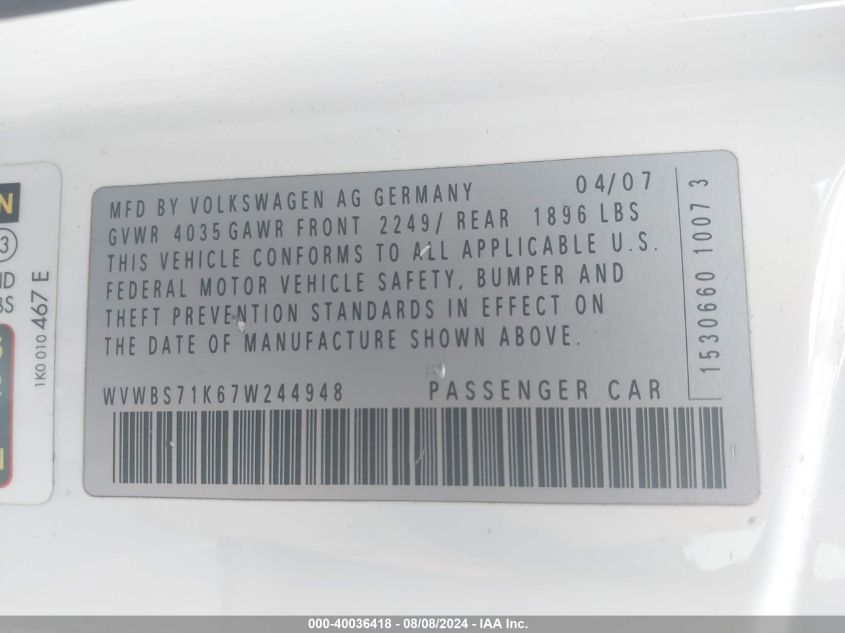 MFD BY VOLKSWAGEN AG GERMANY 04/07
GVWR 4035 GAWR FRONT 2249/ REAR 1896 LBS
THIS VEHICLE CONFORMS TO ALL APPLICABLE U.S.
FEDERAL MOTOR VEHICLE SAFETY, BUMPER AND
THEFT PREVENTION STANDARDS IN EFFECT ON
THE DATE OF MANUFACTURE SHOWN ABOVE.
WVWBS71K67W244948 PASSENGER CAR
1530660 1007 3
1K0 010 467 E
000-40036418 - 08/08/2024 - IAA Inc.